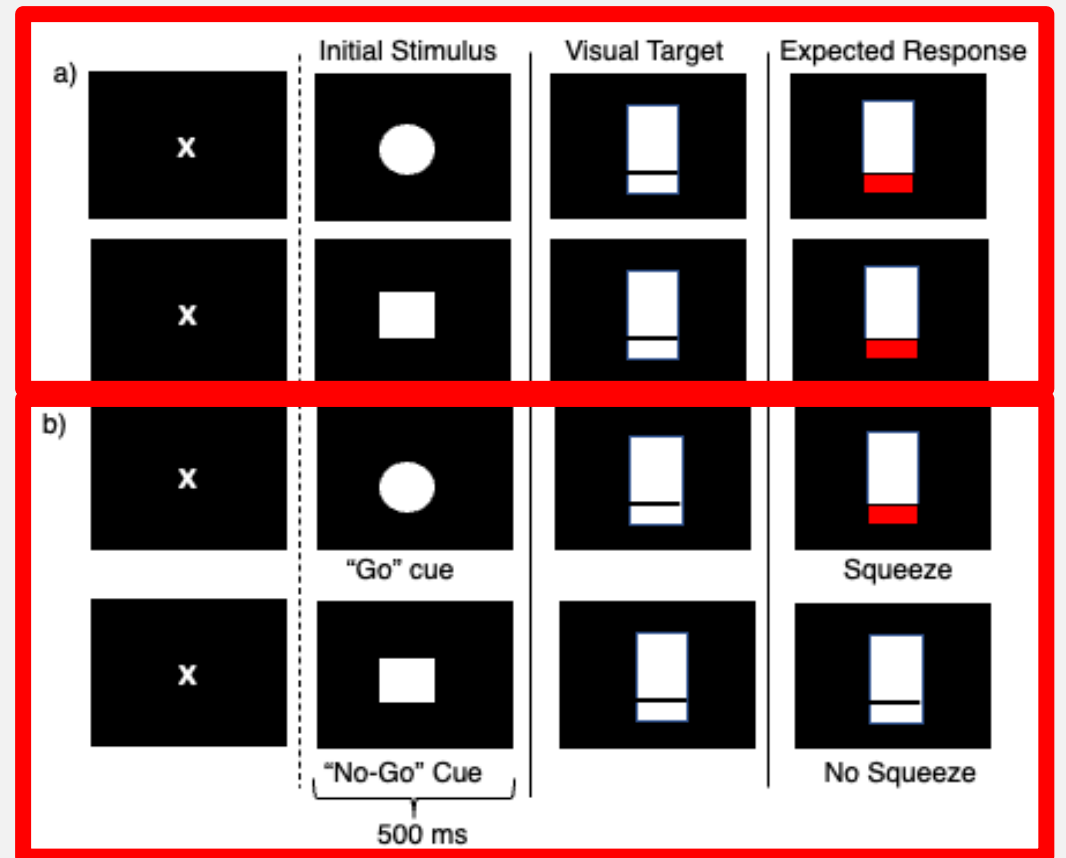 Initial Stimulus Visual Target Expected Response
a)
x
x
b)
x
"Go" cue Squeeze
x
"No-Go" Cue No Squeeze
500 ms